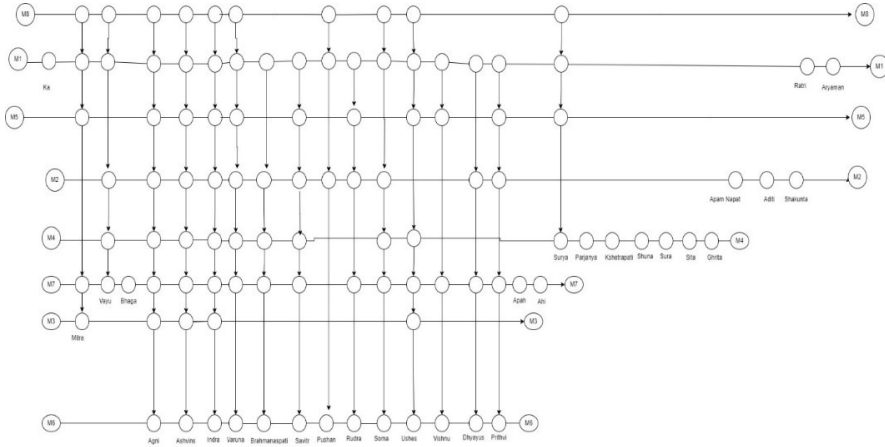 M8 M8
M1 M1
Ka Ratri Aryaman
M5 M5
M2 M2
Apam Napat Aditi Shakunta
M4 M4
Surya Parjanya Kshetrapati Shuna Sura Sita Ghrita
M7 M7
Vayu Bhaga Apah Ahi
M3 M3
Mitra
M6 M6
Agni Ashvins Indra Varuna Brahmanaspati Savitr Pushan Rudra Soma Ushas Vishnu Dhyayus Prithvi